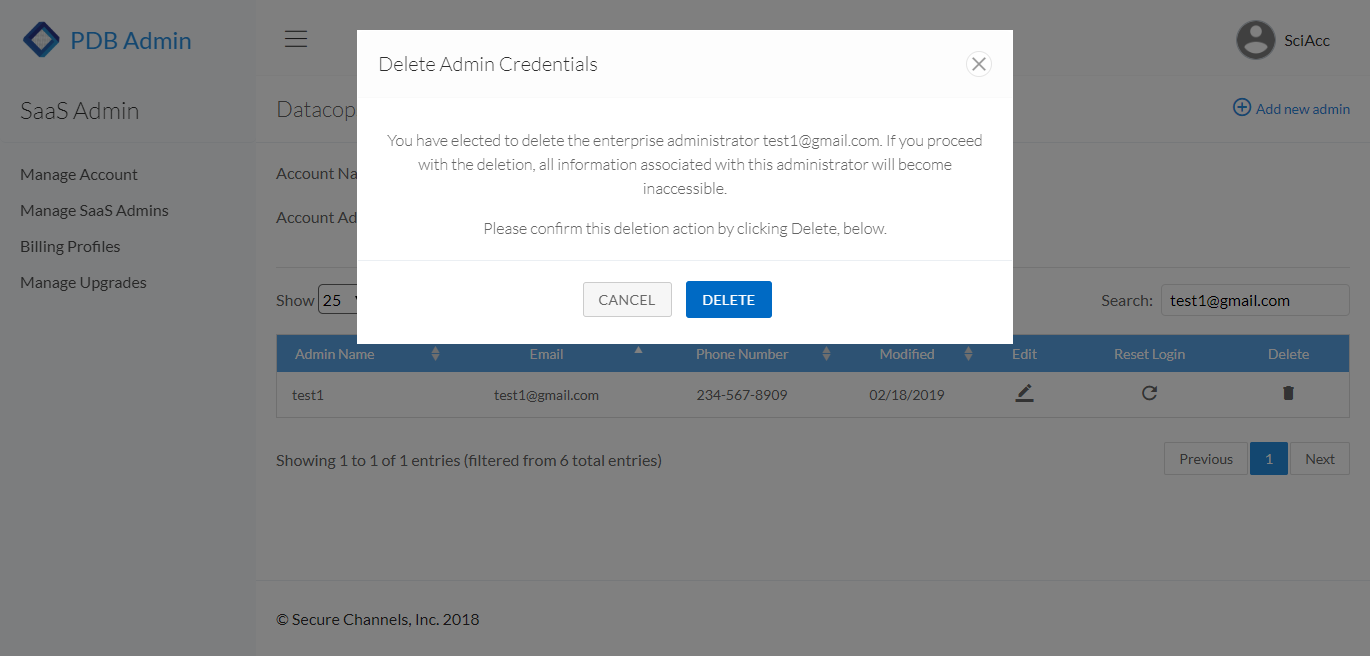 PDB Admin
SciAcc
SaaS Admin
Manage Account
Manage SaaS Admins
Billing Profiles
Manage Upgrades
Delete Admin Credentials
You have elected to delete the enterprise administrator test1@gmail.com. If you proceed
with the deletion, all information associated with this administrator will become
inaccessible.
Please confirm this deletion action by clicking Delete, below.
CANCEL DELETE
Datacop
Add new admin
Account Na
Account Ad
Show 25
Search: test1@gmail.com
Admin Name Email Phone Number Modified Edit Reset Login Delete
test1 test1@gmail.com 234-567-8909 02/18/2019
Showing 1 to 1 of 1 entries (filtered from 6 total entries)
Previous 1 Next
© Secure Channels, Inc. 2018